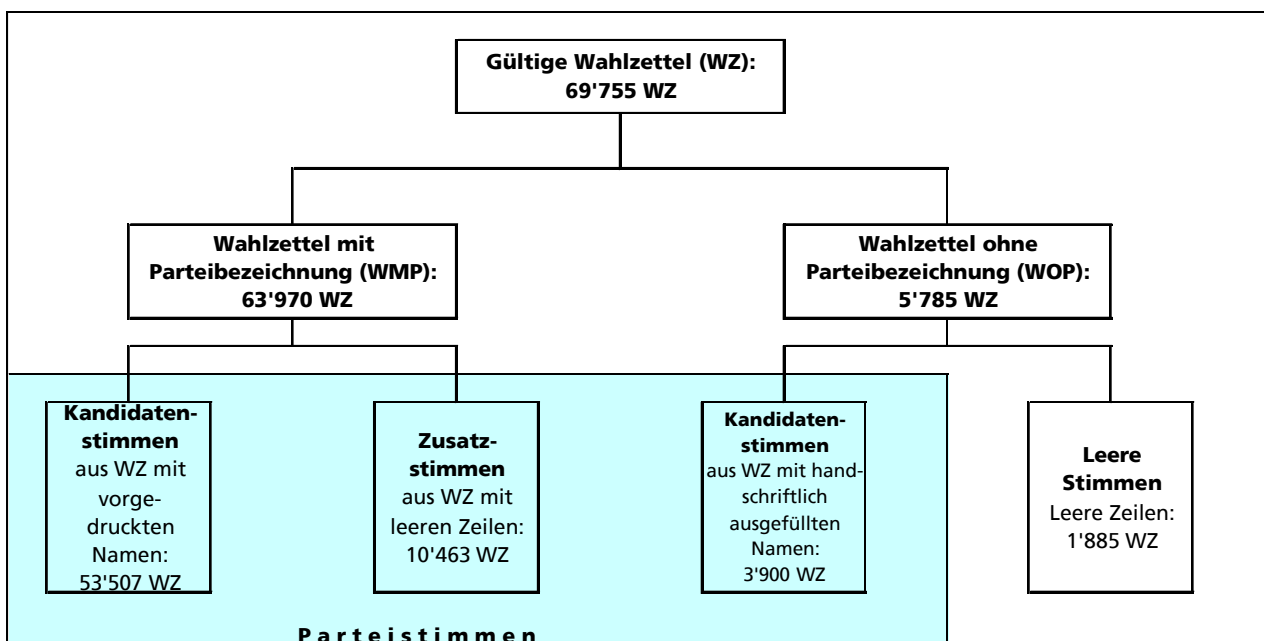 Gültige Wahlzettel (WZ):
69'755 WZ
Wahlzettel mit
Parteibezeichnung (WMP):
63'970 WZ
Wahlzettel ohne
Parteibezeichnung (WOP):
5'785 WZ
Kandidaten-
stimmen
aus WZ mit
vorge-
druckten
Namen:
53'507 WZ
Zusatz-
stimmen
aus WZ mit
leeren Zeilen:
10'463 WZ
Kandidaten-
stimmen
aus WZ mit hand-
schriftlich
ausgefüllten
Namen:
3'900 WZ
Leere
Stimmen
Leere Zeilen:
1'885 WZ
Parteistimmen